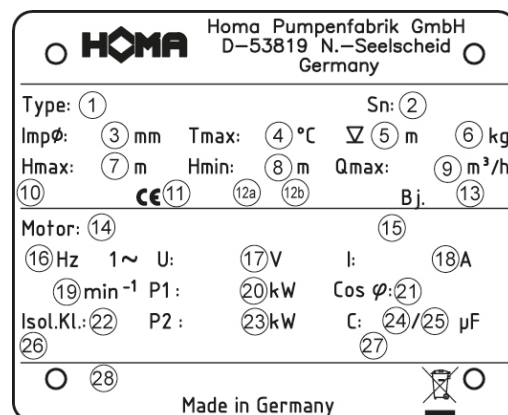 HOMA
Homa Pumpenfabrik GmbH
D–53819 N.–Seelscheid
Germany
Type: 1 Sn: 2
Impø: 3 mm Tmax: 4 °C 5 m 6 kg
Hmax: 7 m Hmin: 8 m Qmax: 9 m³/h
10 CE 11 12a 12b Bj. 13
Motor: 14 15
16 Hz 1~ U: 17 V I: 18 A
19 min⁻¹ P1: 20 kW Cos φ: 21
Isol.Kl.: 22 P2 : 23 kW C: 24/25 µF
26 27
28
Made in Germany